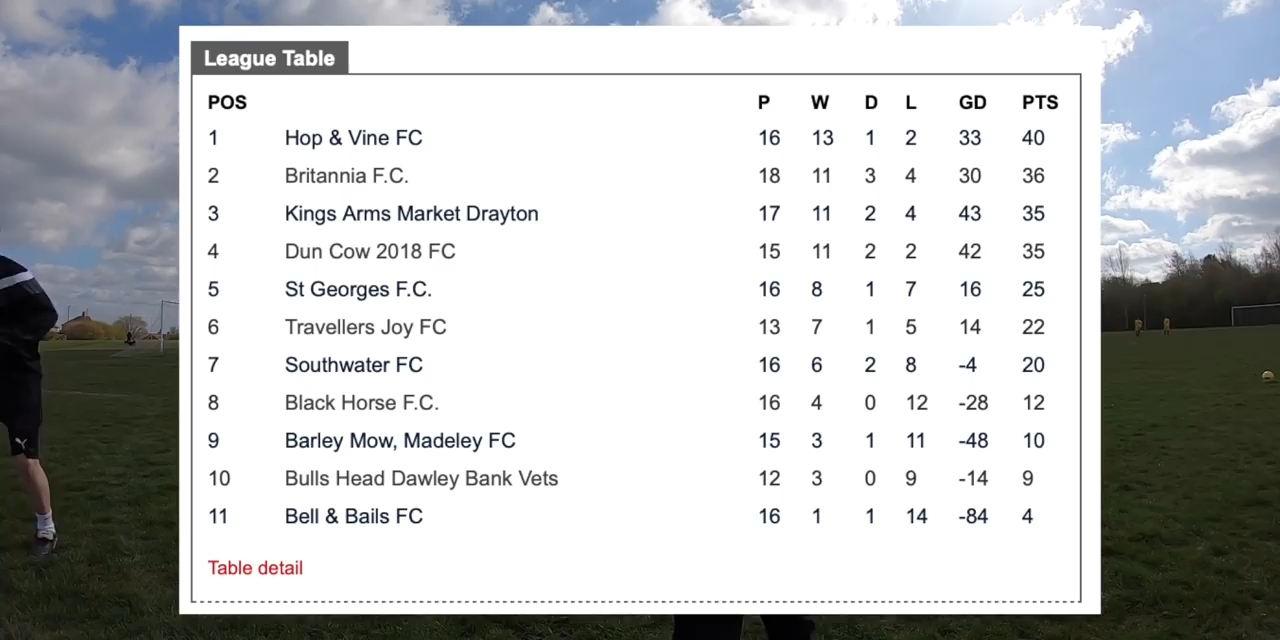 League Table
POS P W D L GD PTS
1 Hop & Vine FC 16 13 1 2 33 40
2 Britannia F.C. 18 11 3 4 30 36
3 Kings Arms Market Drayton 17 11 2 4 43 35
4 Dun Cow 2018 FC 15 11 2 2 42 35
5 St Georges F.C. 16 8 1 7 16 25
6 Travellers Joy FC 13 7 1 5 14 22
7 Southwater FC 16 6 2 8 -4 20
8 Black Horse F.C. 16 4 0 12 -28 12
9 Barley Mow, Madeley FC 15 3 1 11 -48 10
10 Bulls Head Dawley Bank Vets 12 3 0 9 -14 9
11 Bell & Bails FC 16 1 1 14 -84 4
Table detail